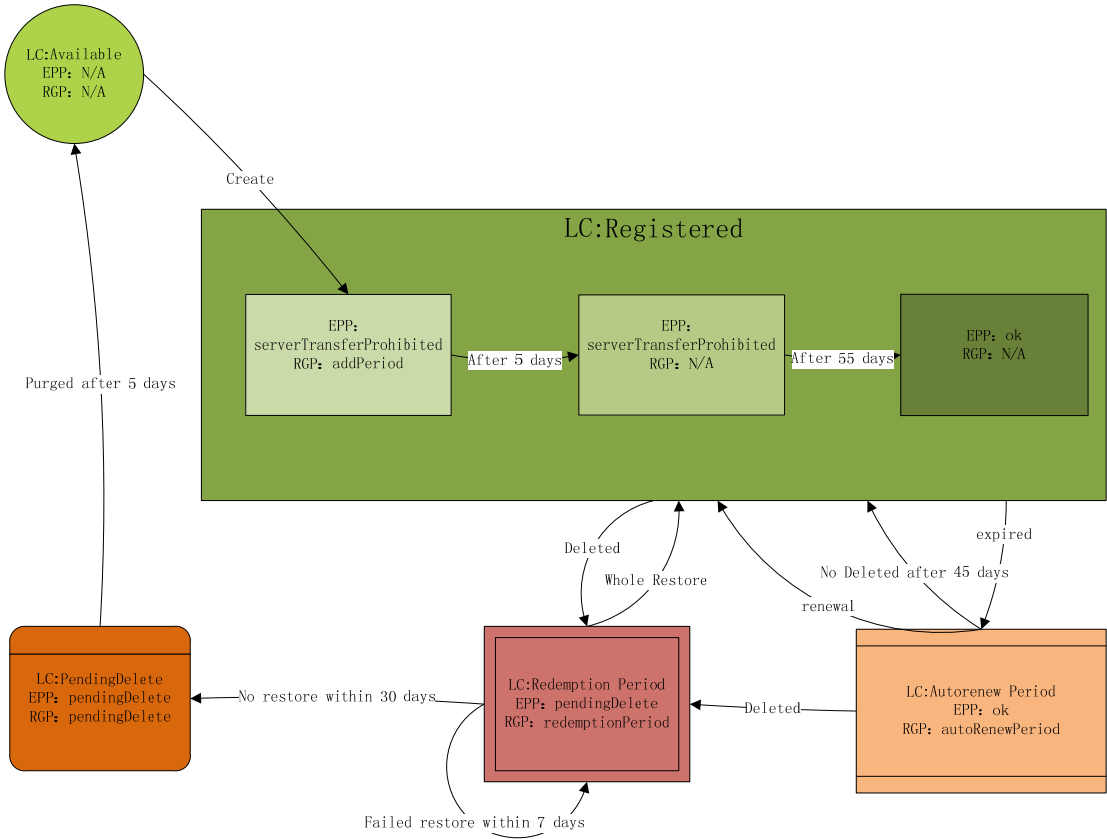 LC:Available
EPP: N/A
RGP: N/A
Create
LC:Registered
EPP:
serverTransferProhibited
RGP: addPeriod
After 5 days
EPP:
serverTransferProhibited
RGP: N/A
After 55 days
EPP: ok
RGP: N/A
Purged after 5 days
expired
Deleted
No Deleted after 45 days
Whole Restore
renewal
LC:PendingDelete
EPP: pendingDelete
RGP: pendingDelete
No restore within 30 days
LC:Redemption Period
EPP: pendingDelete
RGP: redemptionPeriod
Deleted
LC:Autorenew Period
EPP: ok
RGP: autoRenewPeriod
Failed restore within 7 days